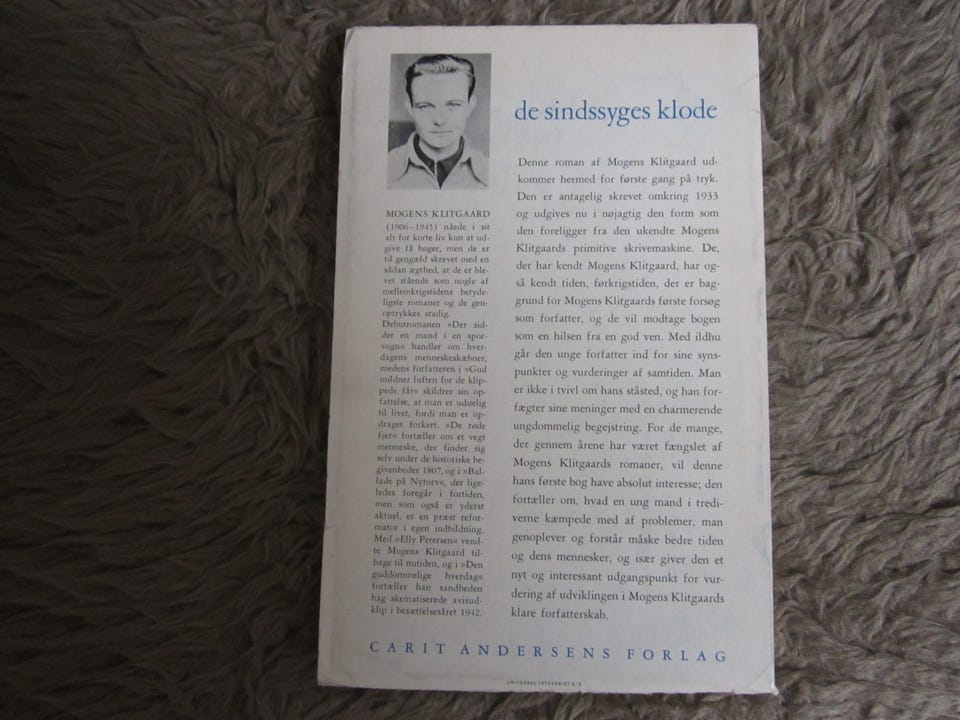 MOGENS KLITGAARD
(1906-1945) nåede i sit
alt for korte liv kun at ud-
give få bøger, men de er
til gengæld skrevet med en
sådan ægthed, at de er ble-
vet stående som nogle af
mellemkrigstidens betyde-
ligste romaner og de gen-
optrykkes stadig.
Debutromanen »Der sid-
der en mand i en spor-
vogn« handler om hver-
dagens menneskeskæbner,
medens forfatteren i »Gud
mildner luften for de klip-
pede får« skildrer sin op-
fattelse, at man er uduelig
til livet, fordi man er op-
draget forkert. »De røde
fjer« fortæller om et vegt
menneske, der finder sig
selv under de historiske be-
givenheder 1807, og i »Bal-
lade på Nytorv«, der lige-
ledes foregår i fortiden,
men som også er yderst
aktuel, er en præst refor-
mator i egen indbildning.
Med »Elly Petersen« vend-
te Mogens Klitgaard til-
bage til nutiden, og i »Den
guddommelige hverdag«
fortæller han sandheden
bag skematiserede avisud-
klip i besættelsesåret 1942.
de sindssyges klode
Denne roman af Mogens Klitgaard ud-
kommer hermed for første gang på tryk.
Den er antagelig skrevet omkring 1933
og udgives nu i nøjagtig den form som
den foreligger fra den ukendte Mogens
Klitgaards primitive skrivemaskine. De,
der har kendt Mogens Klitgaard, har og-
så kendt tiden, førkrigstiden, der er bag-
grund for Mogens Klitgaards første forsøg
som forfatter, og de vil modtage bogen
som en hilsen fra en god ven. Med ildhu
går den unge forfatter ind for sine syns-
punkter og vurderinger af samtiden. Man
er ikke i tvivl om hans ståsted, og han for-
fægter sine meninger med en charmerende
ungdommelig begejstring. For de mange,
der gennem årene har været fængslet af
Mogens Klitgaards romaner, vil denne
hans første bog have absolut interesse; den
fortæller om, hvad en ung mand i tredi-
verne kæmpede med af problemer, man
genoplever og forstår måske bedre tiden
og dens mennesker, og især giver den et
nyt og interessant udgangspunkt for vur-
dering af udviklingen i Mogens Klitgaards
klare forfatterskab.
CARIT ANDERSENS FORLAG